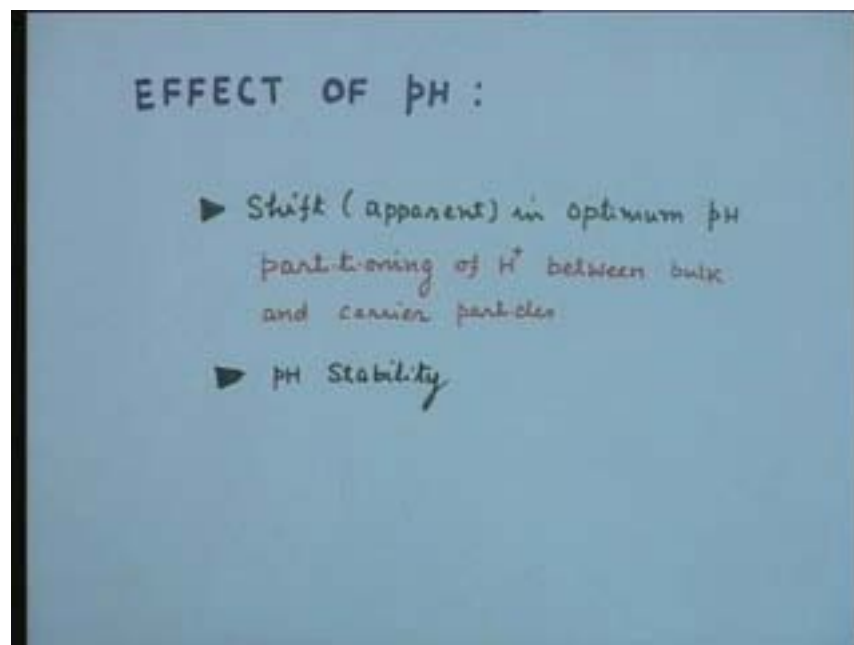 EFFECT OF pH :
Shift (apparent) in optimum pH
partitioning of H⁺ between bulk
and carrier particles
pH Stability